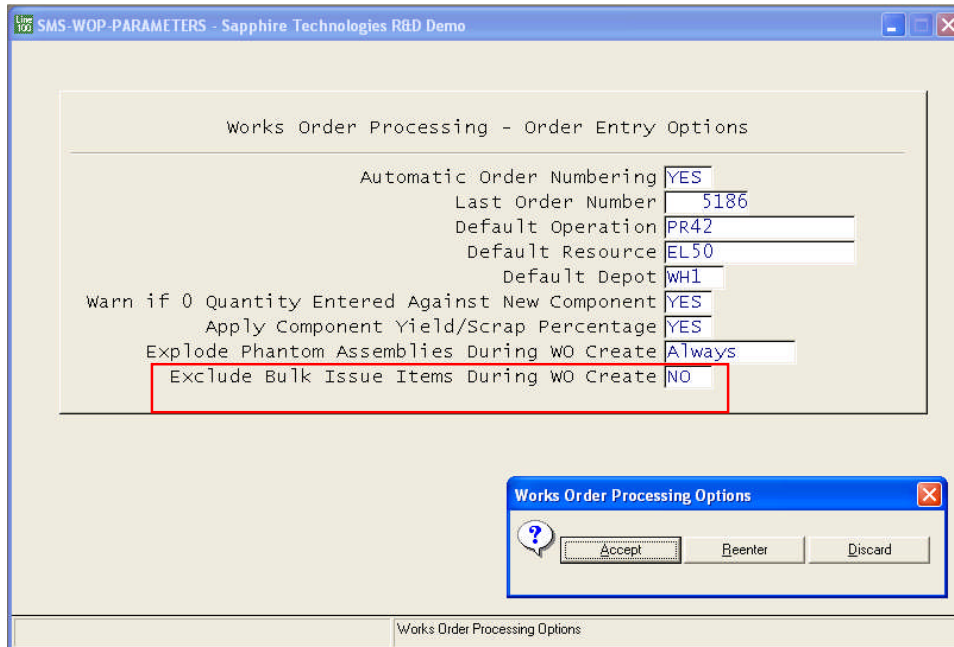 Line 100 SMS-WOP-PARAMETERS - Sapphire Technologies R&D Demo
Works Order Processing - Order Entry Options
Automatic Order Numbering YES
Last Order Number 5186
Default Operation PR42
Default Resource EL50
Default Depot WH1
Warn if 0 Quantity Entered Against New Component YES
Apply Component Yield/Scrap Percentage YES
Explode Phantom Assemblies During WO Create Always
Exclude Bulk Issue Items During WO Create NO
Works Order Processing Options
? Accept Reenter Discard
Works Order Processing Options